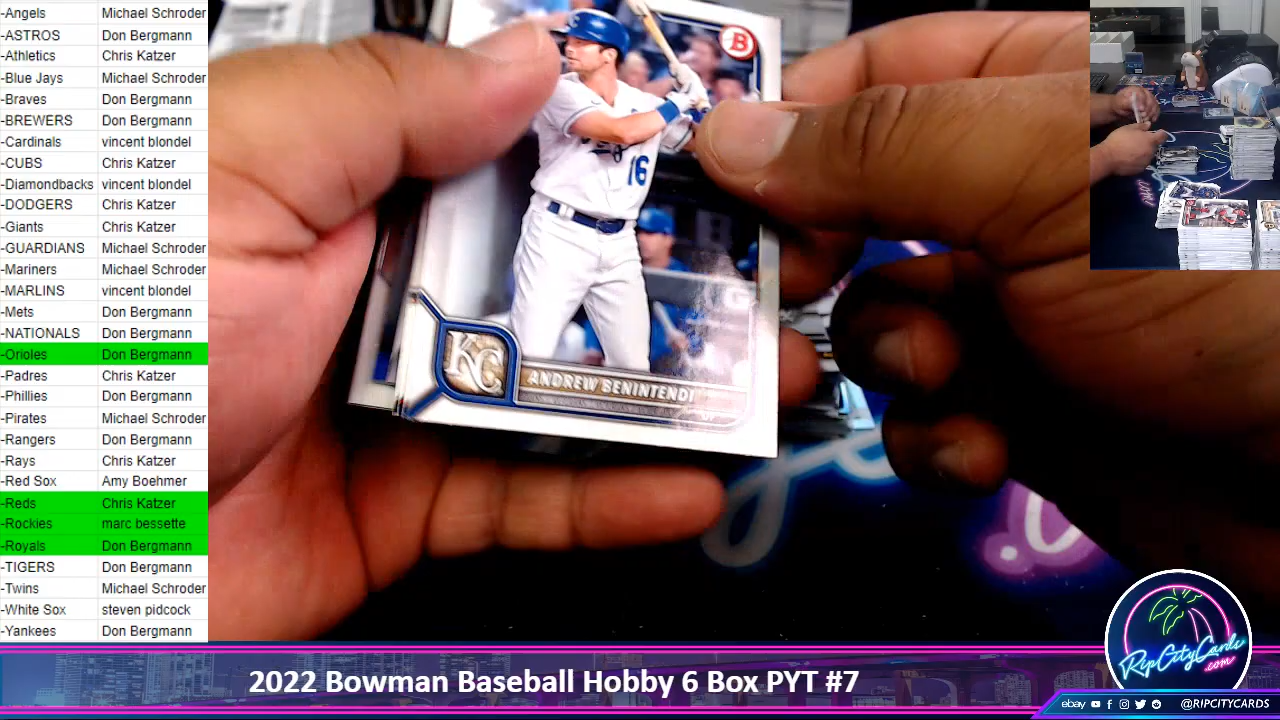 -Angels Michael Schroder
-ASTROS Don Bergmann
-Athletics Chris Katzer
-Blue Jays Michael Schroder
-Braves Don Bergmann
-BREWERS Don Bergmann
-Cardinals vincent blondel
-CUBS Chris Katzer
-Diamondbacks vincent blondel
-DODGERS Chris Katzer
-Giants Chris Katzer
-GUARDIANS Michael Schroder
-Mariners Michael Schroder
-MARLINS vincent blondel
-Mets Don Bergmann
-NATIONALS Don Bergmann
-Orioles Don Bergmann
-Padres Chris Katzer
-Phillies Don Bergmann
-Pirates Michael Schroder
-Rangers Don Bergmann
-Rays Chris Katzer
-Red Sox Amy Boehmer
-Reds Chris Katzer
-Rockies marc bessette
-Royals Don Bergmann
-TIGERS Don Bergmann
-Twins Michael Schroder
-White Sox steven pidcock
-Yankees Don Bergmann
B
16
KC
ANDREW BENINTENDI
2022 Bowman Baseball Hobby 6 Box PYT #7
RipCityCards
.com
ebay @RIPCITYCARDS